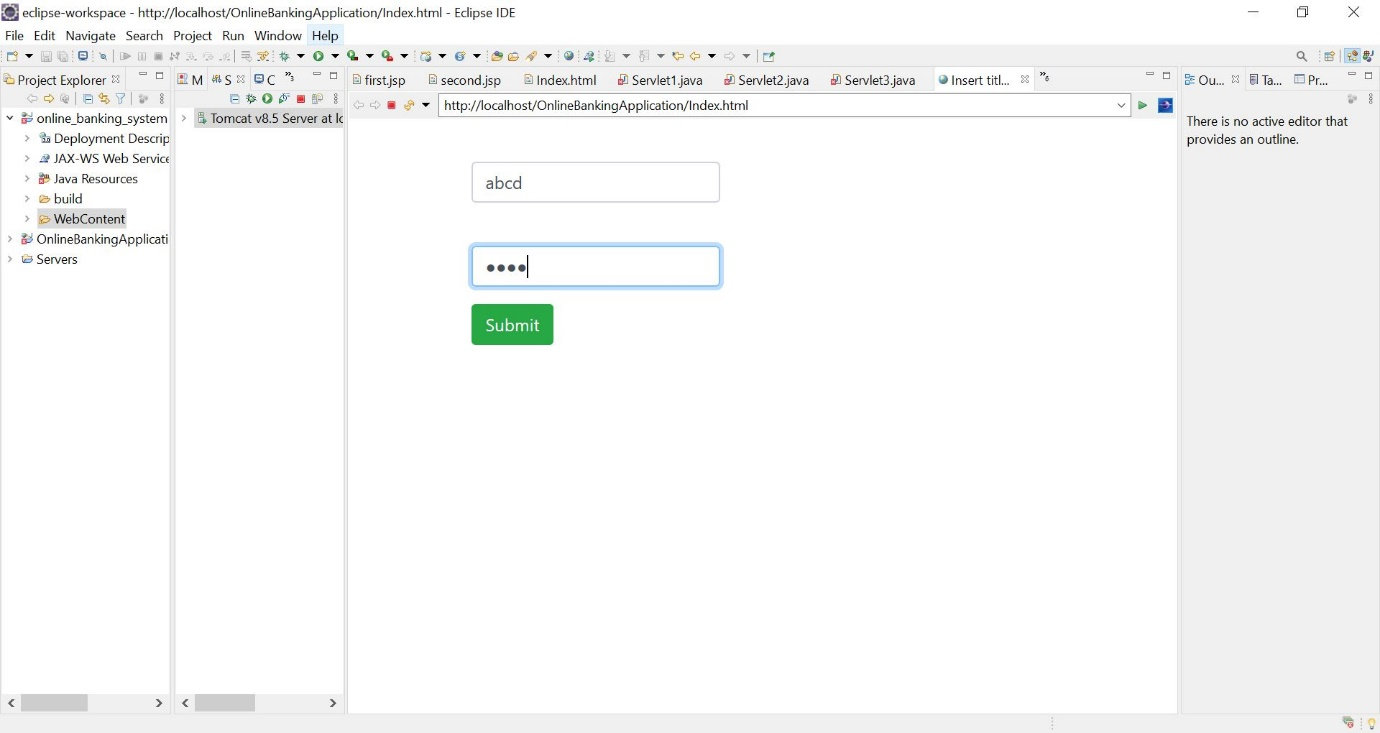 eclipse-workspace - http://localhost/OnlineBankingApplication/Index.html - Eclipse IDE
File Edit Navigate Search Project Run Window Help
Project Explorer M S C »3 first.jsp second.jsp Index.html Servlet1.java Servlet2.java Servlet3.java Insert titl... »6 Ou... Ta... Pr...
http://localhost/OnlineBankingApplication/Index.html
online_banking_system
Deployment Descrip
JAX-WS Web Service
Java Resources
build
WebContent
OnlineBankingApplicati
Servers
Tomcat v8.5 Server at lo
abcd
••••
Submit
There is no active editor that
provides an outline.